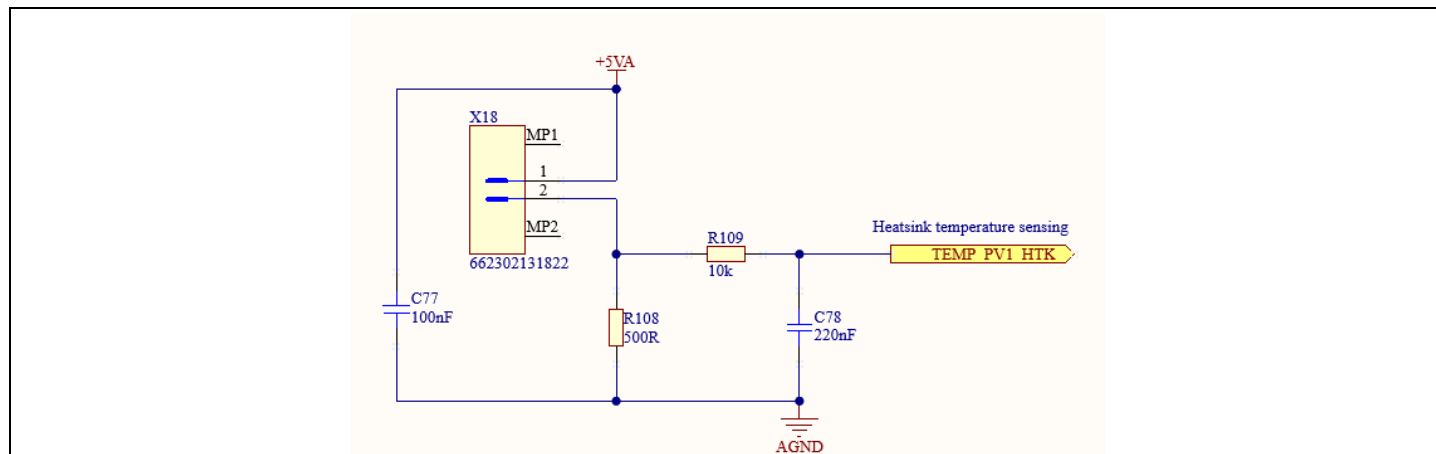 +5VA
X18
MP1
1
2
MP2
662302131822
Heatsink temperature sensing
TEMP_PV1_HTK
R109
10k
C77
100nF
R108
500R
C78
220nF
AGND